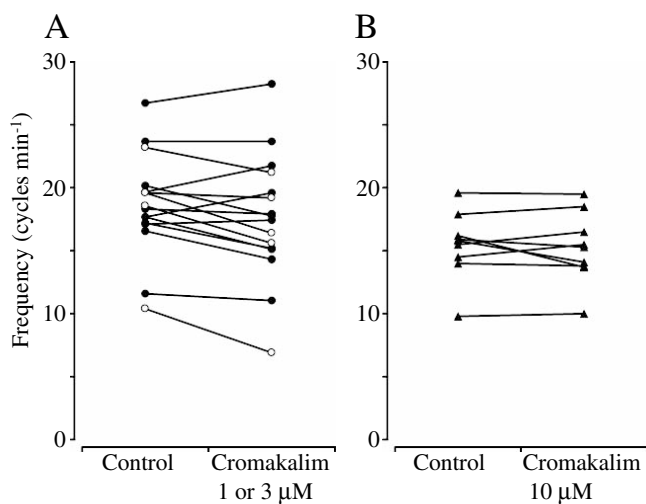 A
B
Frequency (cycles min-1)
30
20
10
0
Control
Cromakalim
1 or 3 µM
30
20
10
0
Control
Cromakalim
10 µM